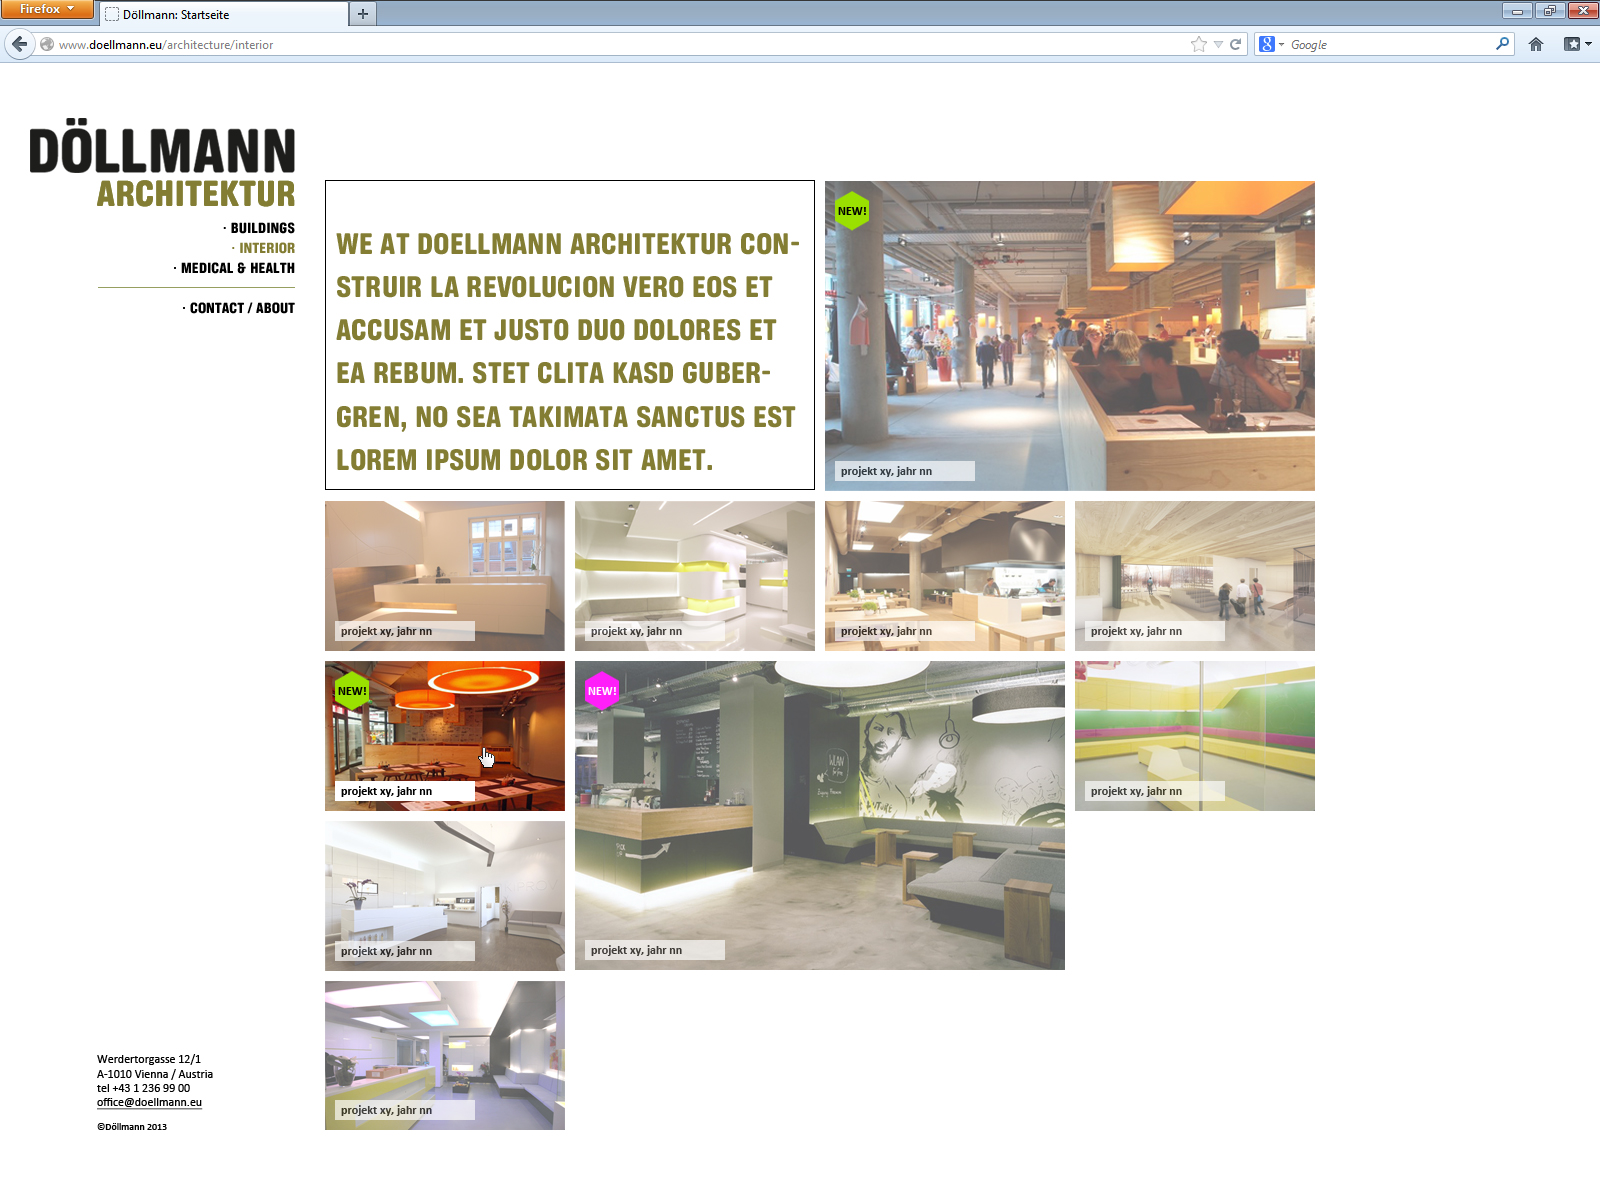 Firefox
Döllmann: Startseite
www.doellmann.eu/architecture/interior
Google
DÖLLMANN
ARCHITEKTUR
· BUILDINGS
· INTERIOR
· MEDICAL & HEALTH
· CONTACT / ABOUT
WE AT DOELLMANN ARCHITEKTUR CON-
STRUIR LA REVOLUCION VERO EOS ET
ACCUSAM ET JUSTO DUO DOLORES ET
EA REBUM. STET CLITA KASD GUBER-
GREN, NO SEA TAKIMATA SANCTUS EST
LOREM IPSUM DOLOR SIT AMET.
NEW!
projekt xy, jahr nn
projekt xy, jahr nn
projekt xy, jahr nn
projekt xy, jahr nn
projekt xy, jahr nn
NEW!
projekt xy, jahr nn
NEW!
WLAN
projekt xy, jahr nn
projekt xy, jahr nn
projekt xy, jahr nn
projekt xy, jahr nn
Werdertorgasse 12/1
A-1010 Vienna / Austria
tel +43 1 236 99 00
office@doellmann.eu
©Döllmann 2013